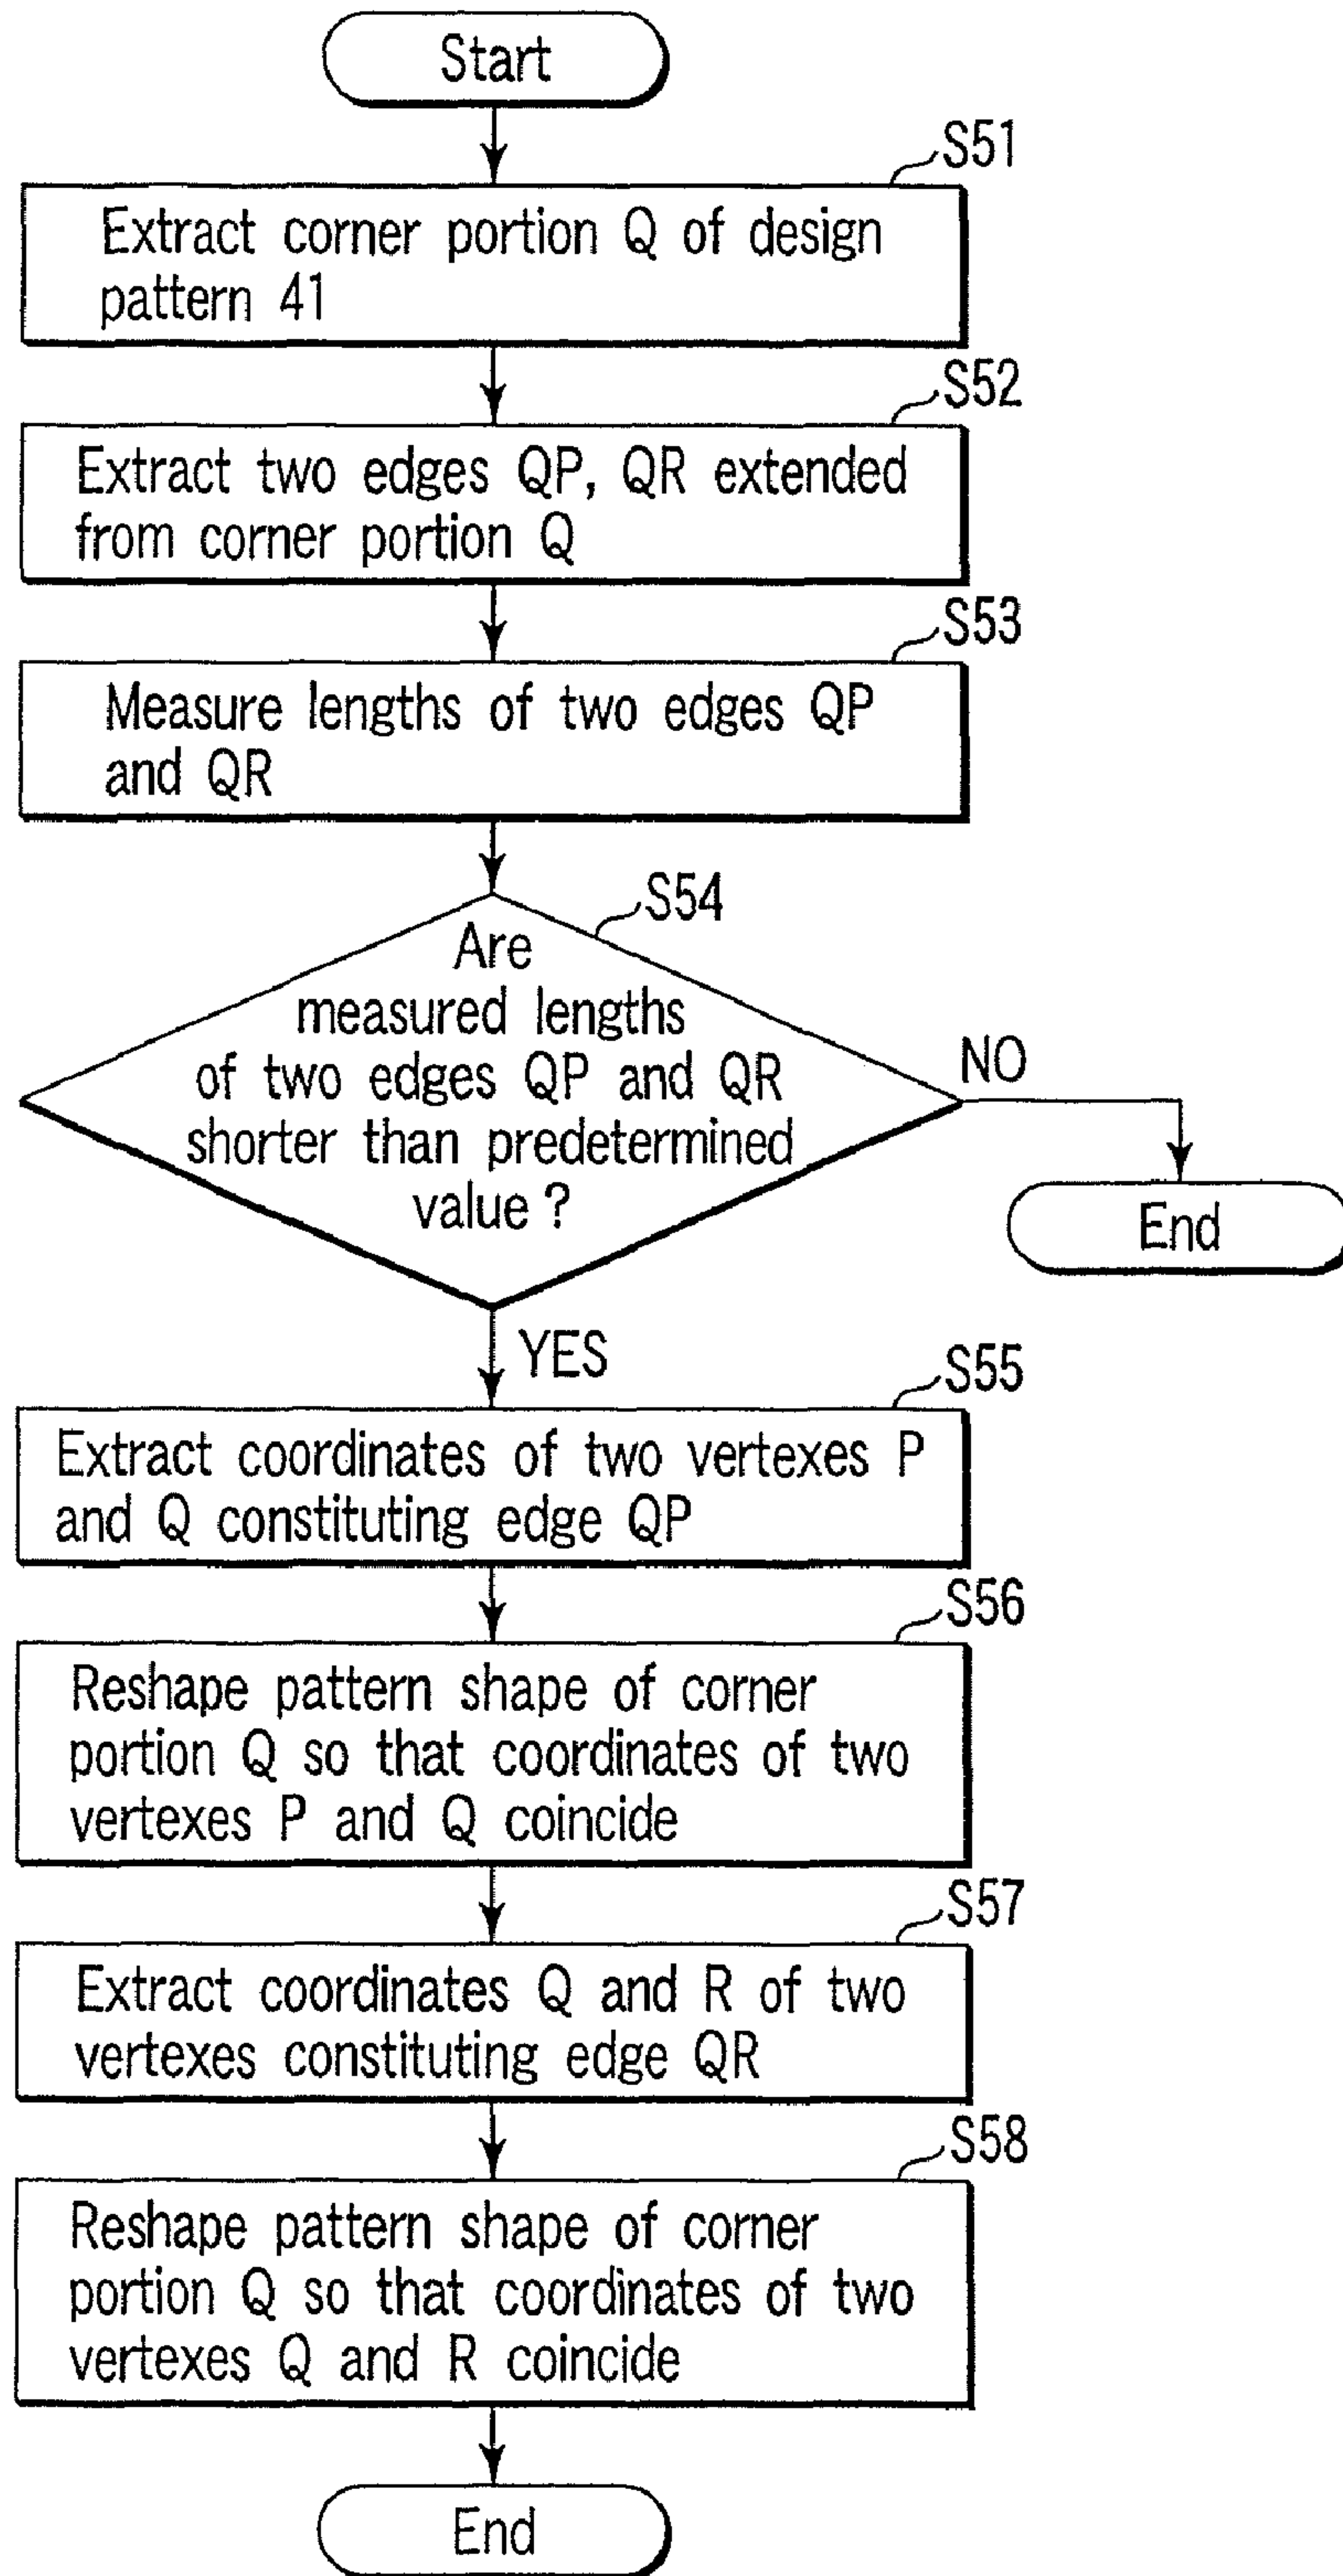 Start
S51
Extract corner portion Q of design
pattern 41
S52
Extract two edges QP, QR extended
from corner portion Q
S53
Measure lengths of two edges QP
and QR
S54
Are
measured lengths
of two edges QP and QR
shorter than predetermined
value ?
NO
End
YES
S55
Extract coordinates of two vertexes P
and Q constituting edge QP
S56
Reshape pattern shape of corner
portion Q so that coordinates of two
vertexes P and Q coincide
S57
Extract coordinates Q and R of two
vertexes constituting edge QR
S58
Reshape pattern shape of corner
portion Q so that coordinates of two
vertexes Q and R coincide
End